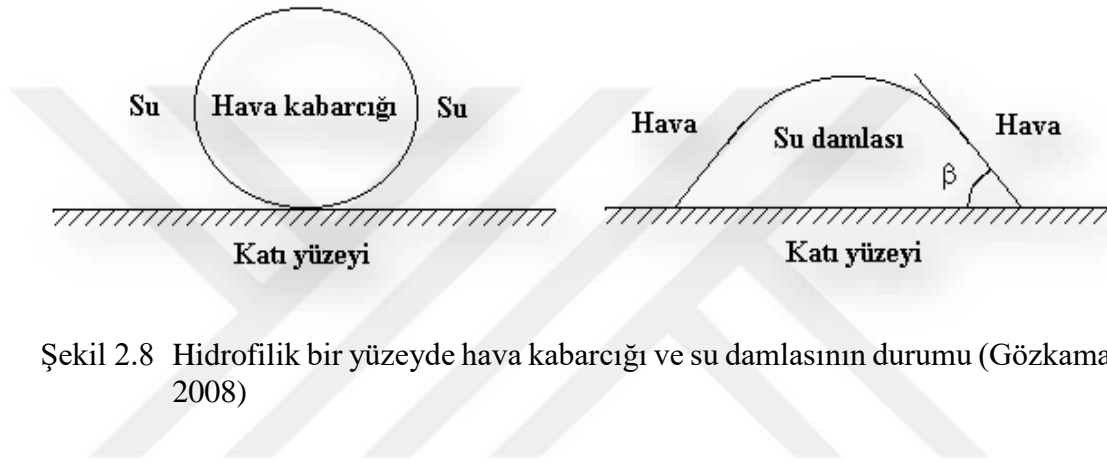 Su Hava kabarcığı Su
Katı yüzeyi
Hava Su damlası Hava
β
Katı yüzeyi
Şekil 2.8 Hidrofilik bir yüzeyde hava kabarcığı ve su damlasının durumu (Gözkama
2008)